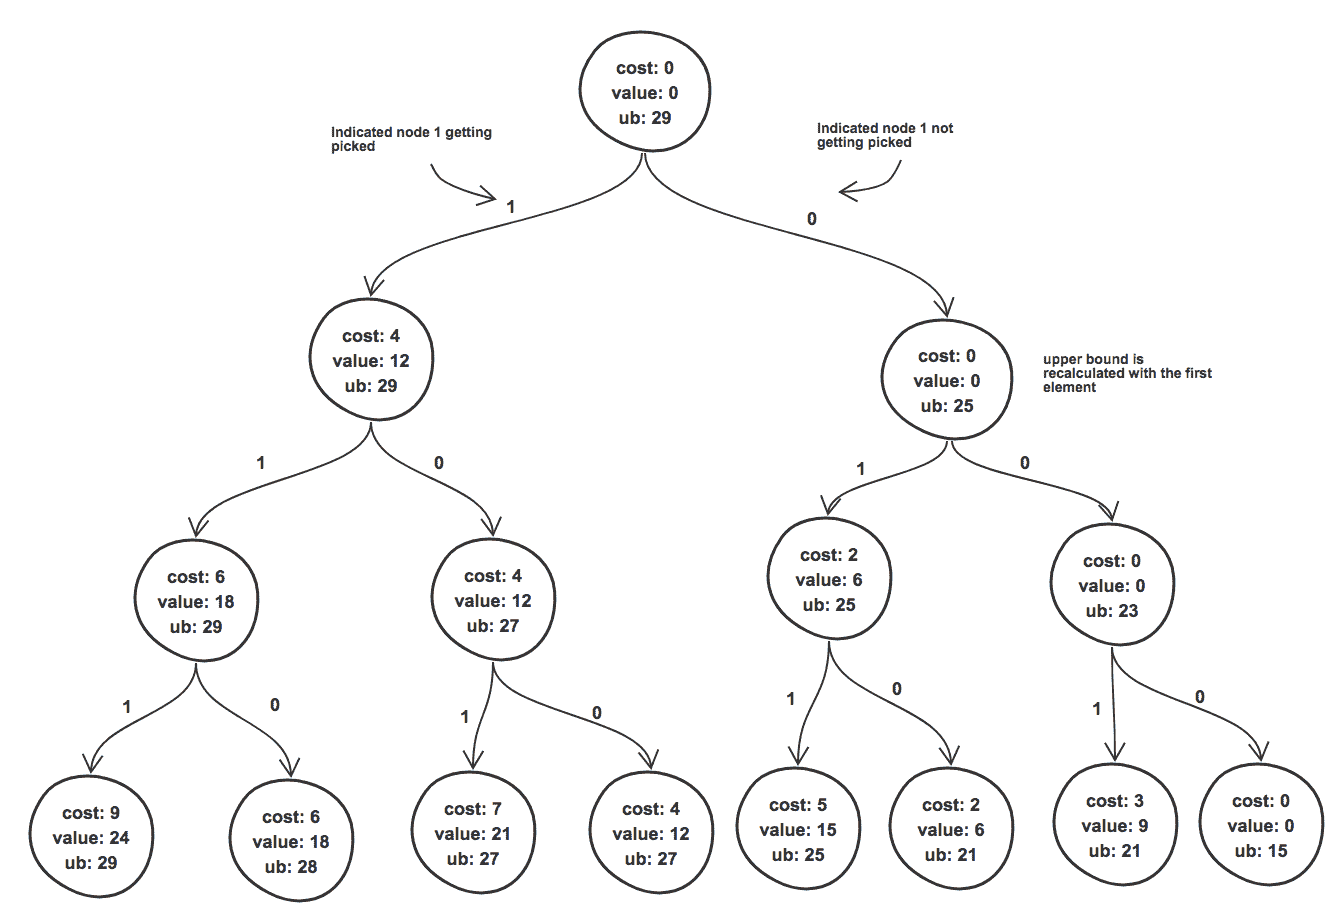 cost: 0
value: 0
ub: 29
Indicated node 1 getting
picked
Indicated node 1 not
getting picked
1
0
cost: 4
value: 12
ub: 29
cost: 0
value: 0
ub: 25
upper bound is
recalculated with the first
element
1
0
1
0
cost: 6
value: 18
ub: 29
cost: 4
value: 12
ub: 27
cost: 2
value: 6
ub: 25
cost: 0
value: 0
ub: 23
1
0
1
0
1
0
1
0
cost: 9
value: 24
ub: 29
cost: 6
value: 18
ub: 28
cost: 7
value: 21
ub: 27
cost: 4
value: 12
ub: 27
cost: 5
value: 15
ub: 25
cost: 2
value: 6
ub: 21
cost: 3
value: 9
ub: 21
cost: 0
value: 0
ub: 15